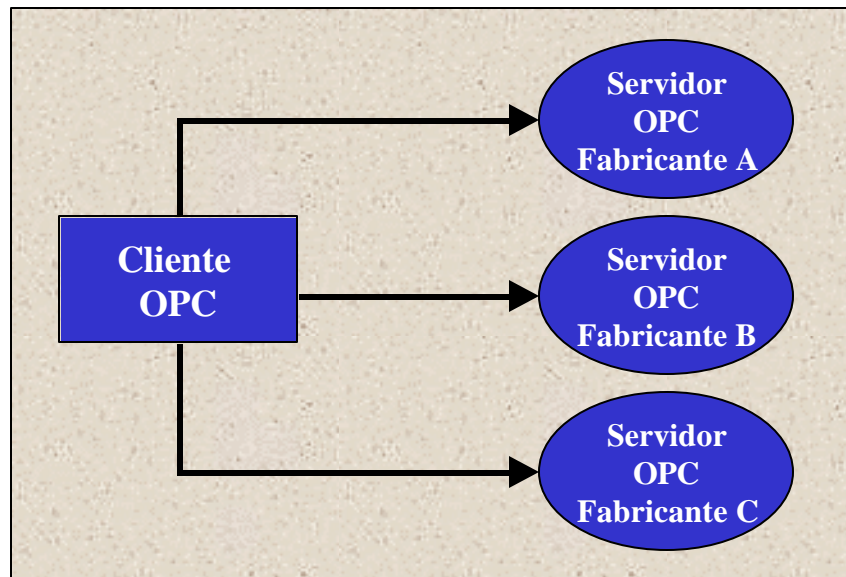 Servidor
OPC
Fabricante A
Cliente
OPC
Servidor
OPC
Fabricante B
Servidor
OPC
Fabricante C